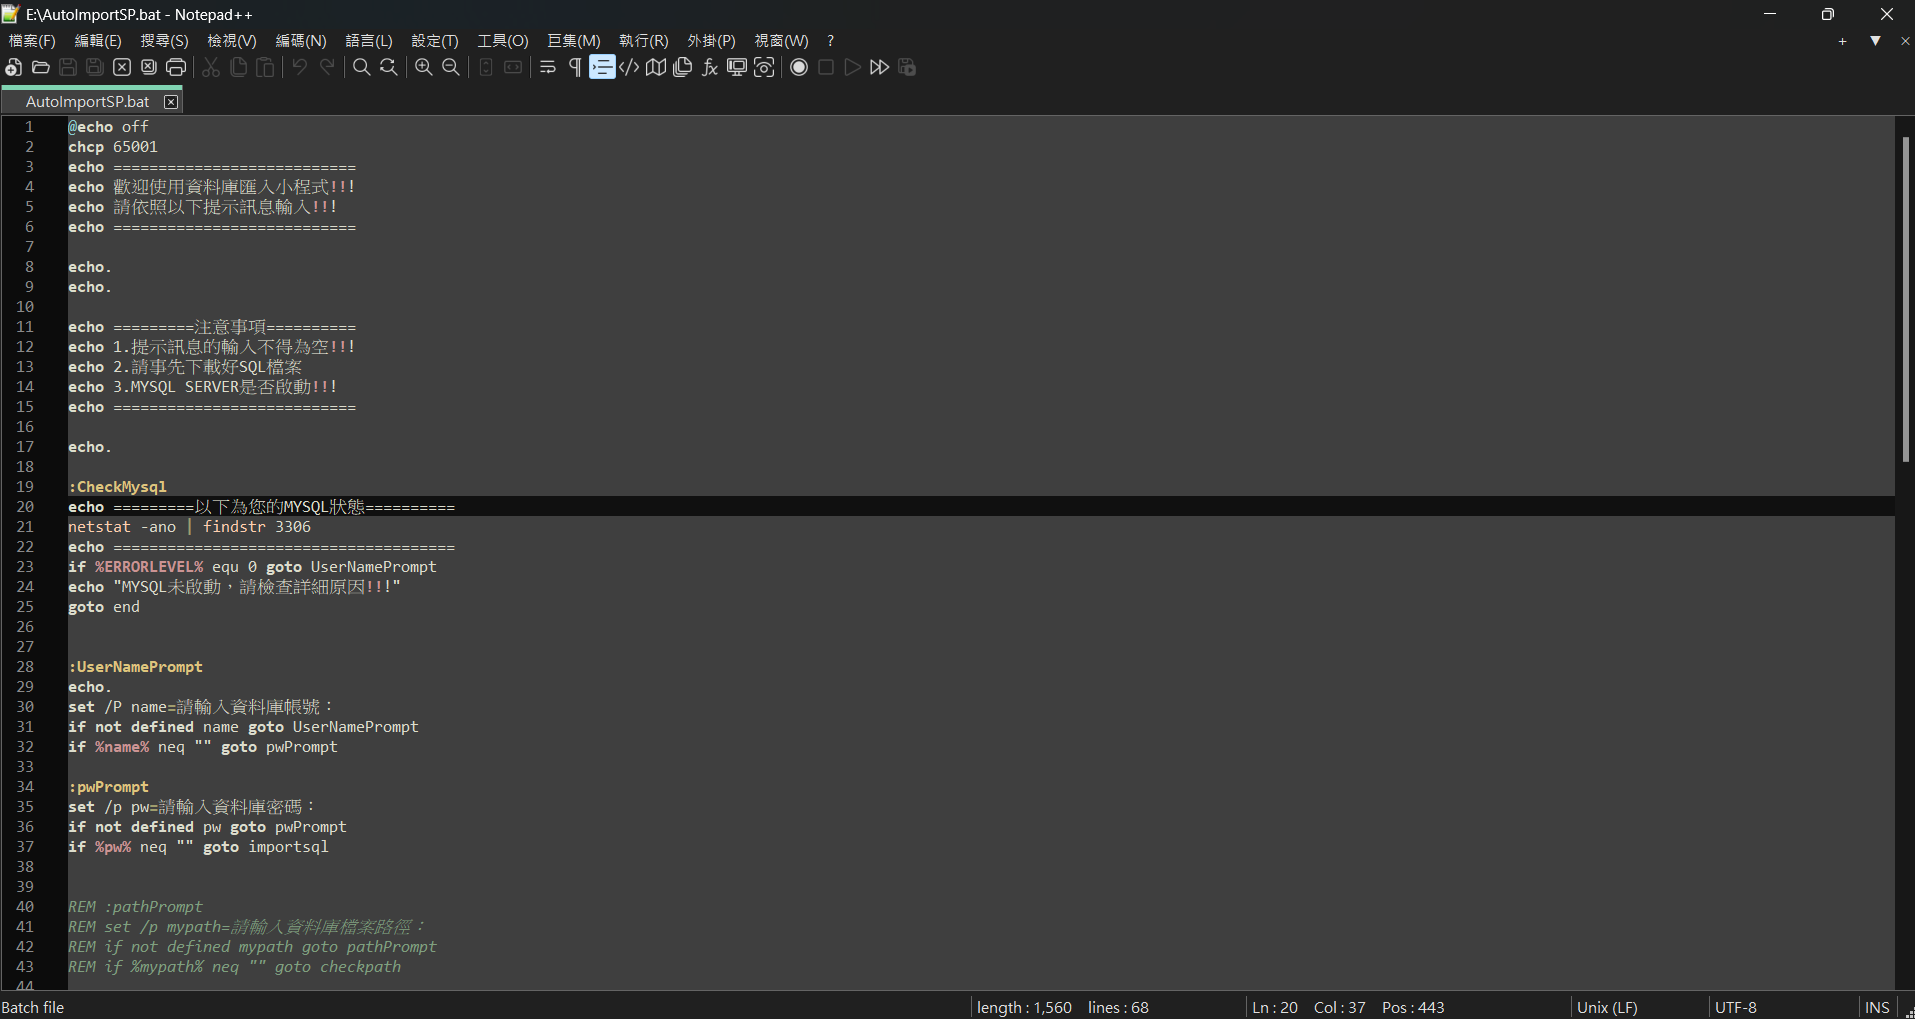 E:\AutoImportSP.bat - Notepad++
檔案(F) 編輯(E) 搜尋(S) 檢視(V) 編碼(N) 語言(L) 設定(T) 工具(O) 巨集(M) 執行(R) 外掛(P) 視窗(W) ?
AutoImportSP.bat
1 @echo off
2 chcp 65001
3 echo ===========================
4 echo 歡迎使用資料庫匯入小程式!!!
5 echo 請依照以下提示訊息輸入!!!
6 echo ===========================
7
8 echo.
9 echo.
10
11 echo =========注意事項==========
12 echo 1.提示訊息的輸入不得為空!!!
13 echo 2.請事先下載好SQL檔案
14 echo 3.MYSQL SERVER是否啟動!!!
15 echo ===========================
16
17 echo.
18
19 :CheckMysql
20 echo =========以下為您的MYSQL狀態==========
21 netstat -ano | findstr 3306
22 echo ======================================
23 if %ERRORLEVEL% equ 0 goto UserNamePrompt
24 echo "MYSQL未啟動，請檢查詳細原因!!!"
25 goto end
26
27
28 :UserNamePrompt
29 echo.
30 set /P name=請輸入資料庫帳號：
31 if not defined name goto UserNamePrompt
32 if %name% neq "" goto pwPrompt
33
34 :pwPrompt
35 set /p pw=請輸入資料庫密碼：
36 if not defined pw goto pwPrompt
37 if %pw% neq "" goto importsql
38
39
40 REM :pathPrompt
41 REM set /p mypath=請輸入資料庫檔案路徑：
42 REM if not defined mypath goto pathPrompt
43 REM if %mypath% neq "" goto checkpath
44
Batch file length : 1,560 lines : 68 Ln : 20 Col : 37 Pos : 443 Unix (LF) UTF-8 INS